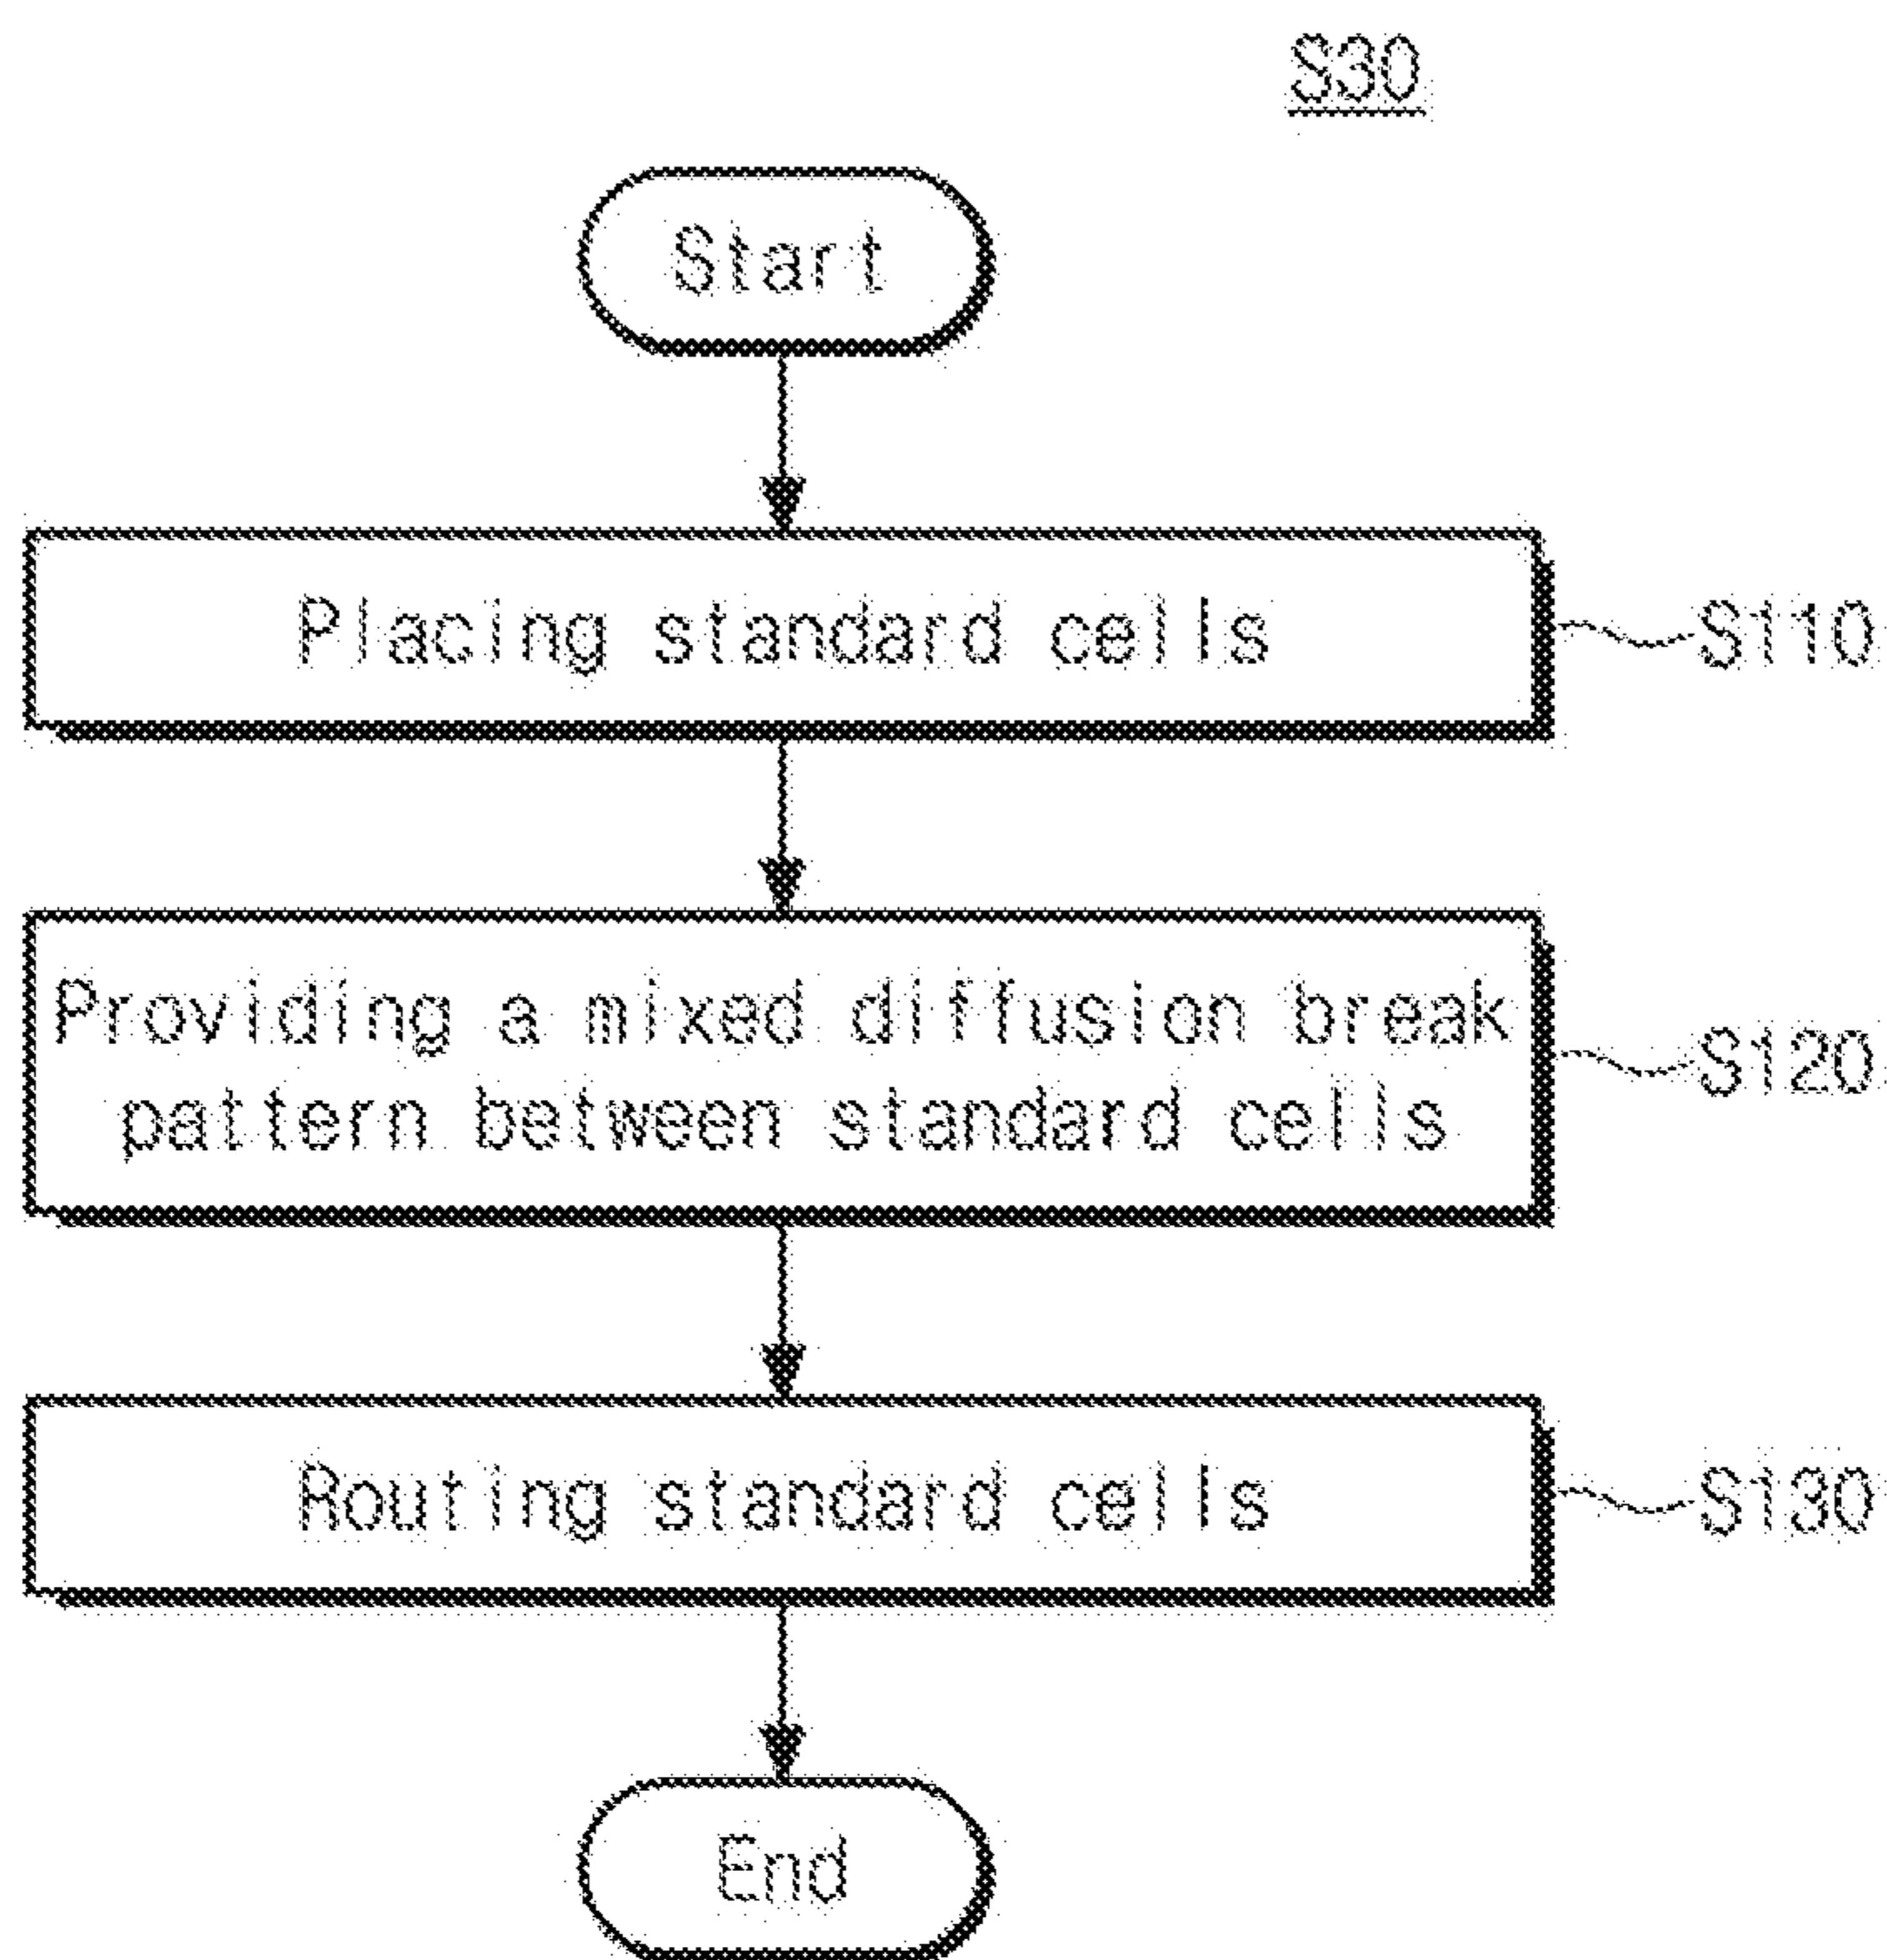 S30
Start
Placing standard cells
S110
Providing a mixed diffusion break
pattern between standard cells
S120
Routing standard cells
S130
End